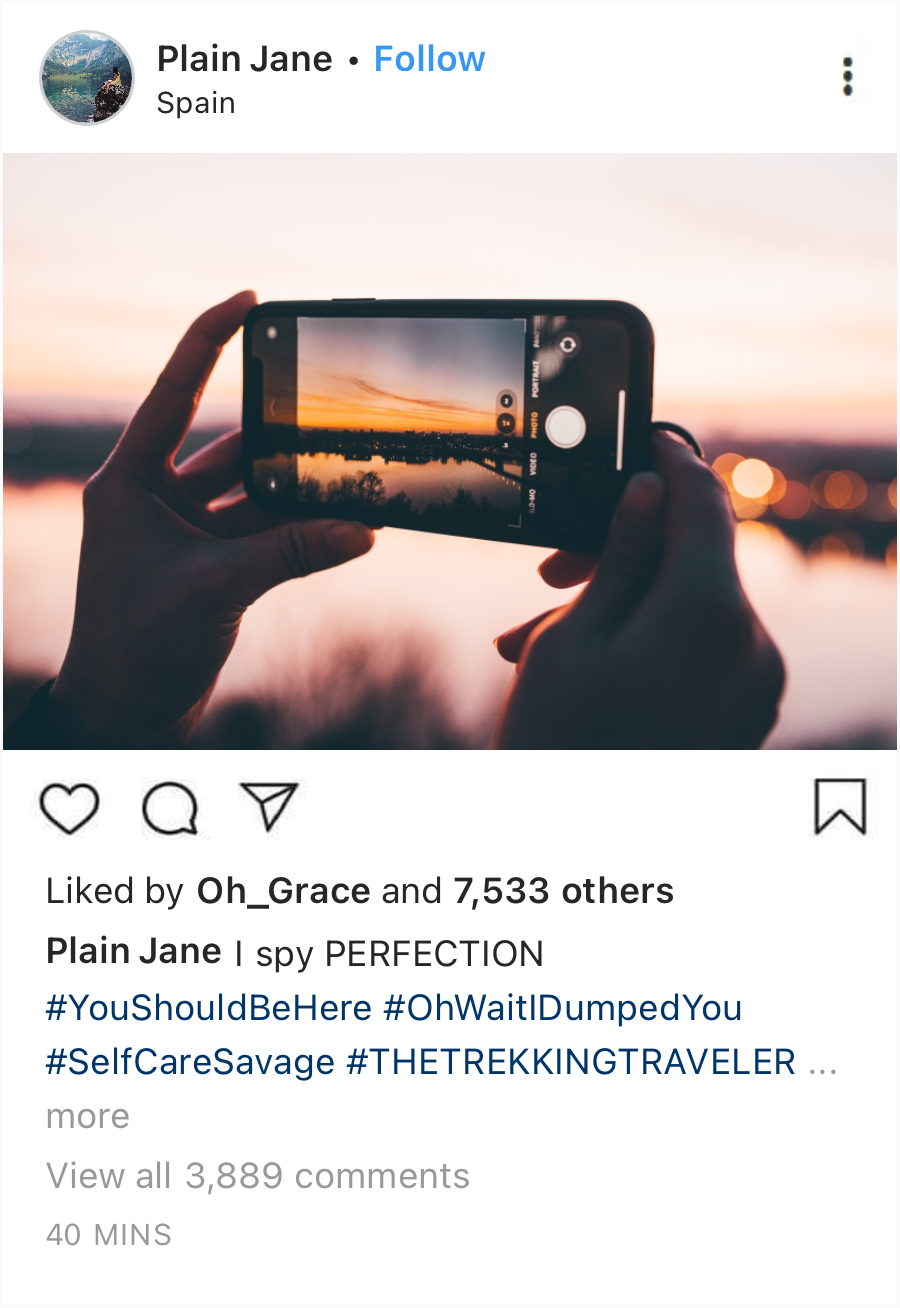 Plain Jane • Follow
Spain
PORTRAIT
PHOTO
VIDEO
SLO-MO
Liked by Oh_Grace and 7,533 others
Plain Jane I spy PERFECTION
#YouShouldBeHere #OhWaitIDumpedYou
#SelfCareSavage #THETREKKINGTRAVELER ...
more
View all 3,889 comments
40 MINS